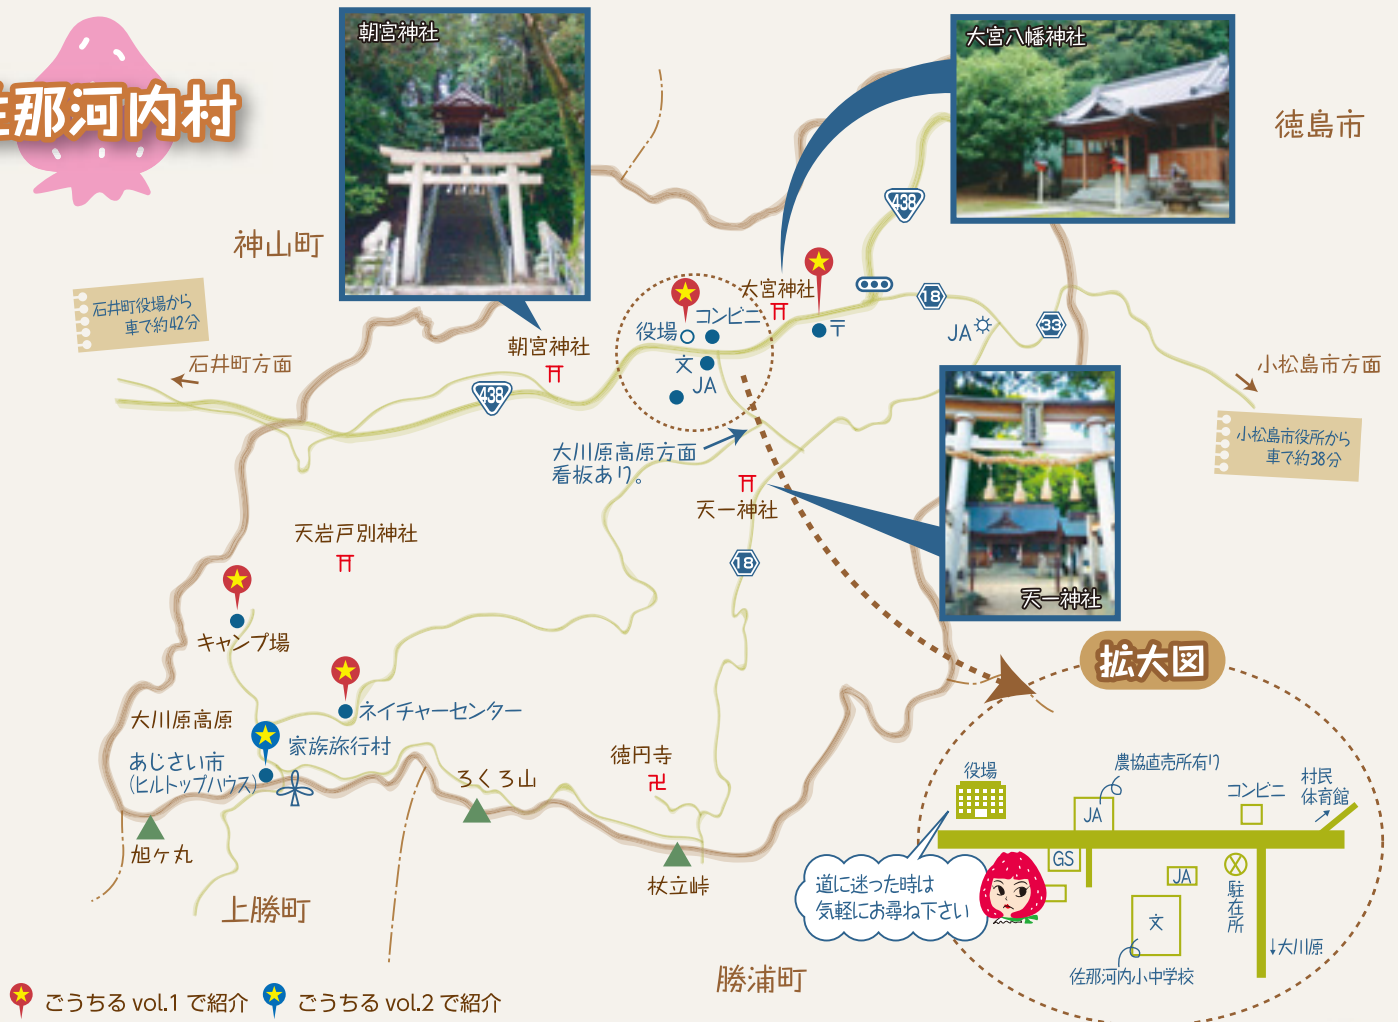 佐那河内村
朝宮神社
大宮八幡神社
徳島市
神山町
438
石井町役場から
車で約42分
石井町方面
大宮神社
役場
コンビニ
〒
18
JA
33
朝宮神社
文
JA
438
小松島市方面
小松島市役所から
車で約38分
大川原高原方面
看板あり。
天一神社
18
天一神社
天岩戸別神社
キャンプ場
ネイチャーセンター
大川原高原
家族旅行村
あじさい市
(ヒルトップハウス)
ろくろ山
徳円寺
卍
旭ケ丸
杖立峠
上勝町
勝浦町
拡大図
役場
農協直売所有り
JA
コンビニ
村民
体育館
GS
JA
駐在所
文
↓大川原
佐那河内小中学校
道に迷った時は
気軽にお尋ね下さい
ごうちる vol.1 で紹介
ごうちる vol.2 で紹介